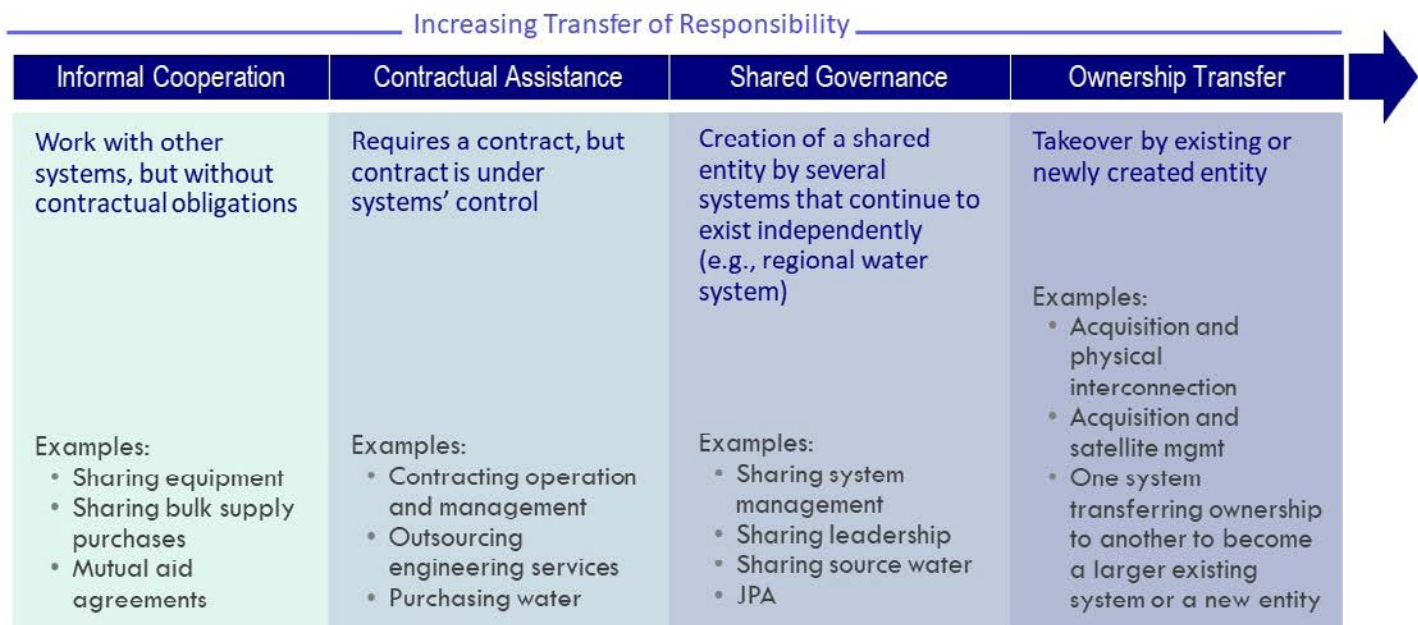 Increasing Transfer of Responsibility
Informal Cooperation
Contractual Assistance
Shared Governance
Ownership Transfer
Work with other
systems, but without
contractual obligations
Examples:
• Sharing equipment
• Sharing bulk supply
purchases
• Mutual aid
agreements
Requires a contract, but
contract is under
systems’ control
Examples:
• Contracting operation
and management
• Outsourcing
engineering services
• Purchasing water
Creation of a shared
entity by several
systems that continue to
exist independently
(e.g., regional water
system)
Examples:
• Sharing system
management
• Sharing leadership
• Sharing source water
• JPA
Takeover by existing or
newly created entity
Examples:
• Acquisition and
physical
interconnection
• Acquisition and
satellite mgmt
• One system
transferring ownership
to another to become
a larger existing
system or a new entity